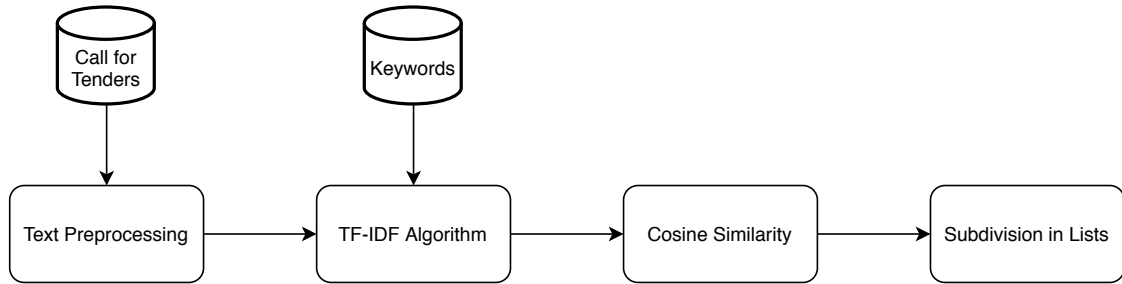 Call for
Tenders
Keywords
Text Preprocessing
TF-IDF Algorithm
Cosine Similarity
Subdivision in Lists